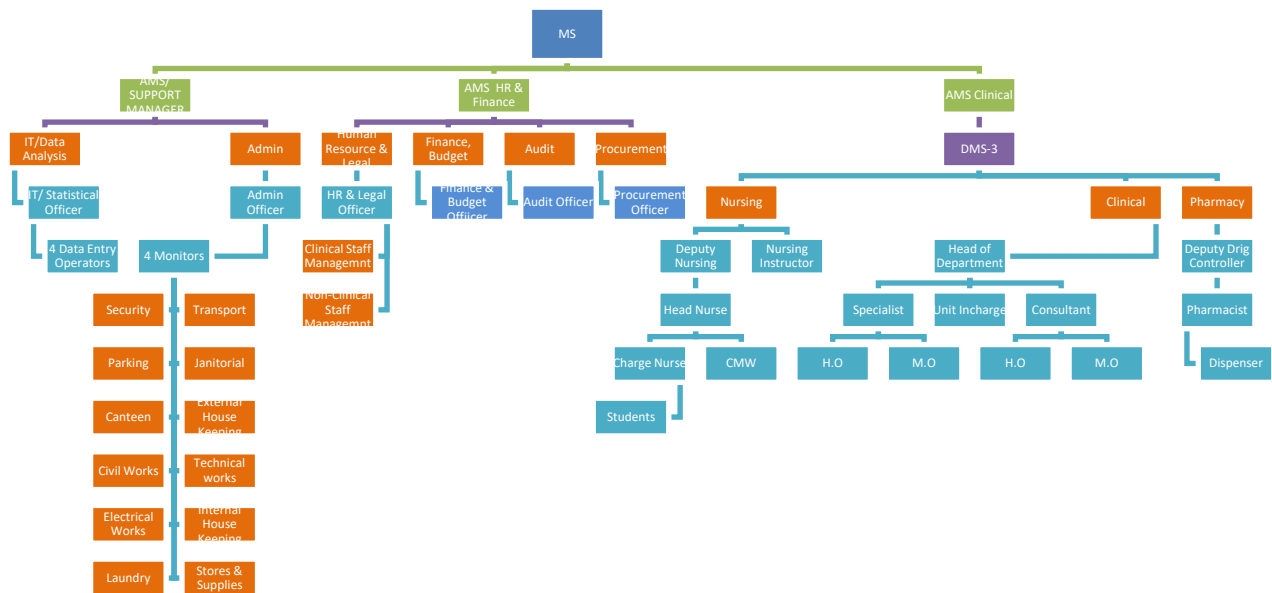 MS
AMS/
SUPPORT
MANAGER
AMS HR &
Finance
AMS Clinical
IT/Data
Analysis
Admin
Human
Resource &
Legal
Finance,
Budget
Audit
Procurement
DMS-3
IT/ Statistical
Officer
Admin
Officer
HR & Legal
Officer
Finance &
Budget
Offiicer
Audit Officer
Procurement
Officer
Nursing
Clinical
Pharmacy
4 Data Entry
Operators
4 Monitors
Clinical Staff
Managemnt
Deputy
Nursing
Nursing
Instructor
Head of
Department
Deputy Drig
Controller
Security
Transport
Non-Clinical
Staff
Managemnt
Head Nurse
Specialist
Unit Incharge
Consultant
Pharmacist
Parking
Janitorial
Charge Nurse
CMW
H.O
M.O
H.O
M.O
Dispenser
Canteen
External
House
Keeping
Students
Civil Works
Technical
works
Electrical
Works
Internal
House
Keeping
Laundry
Stores &
Supplies